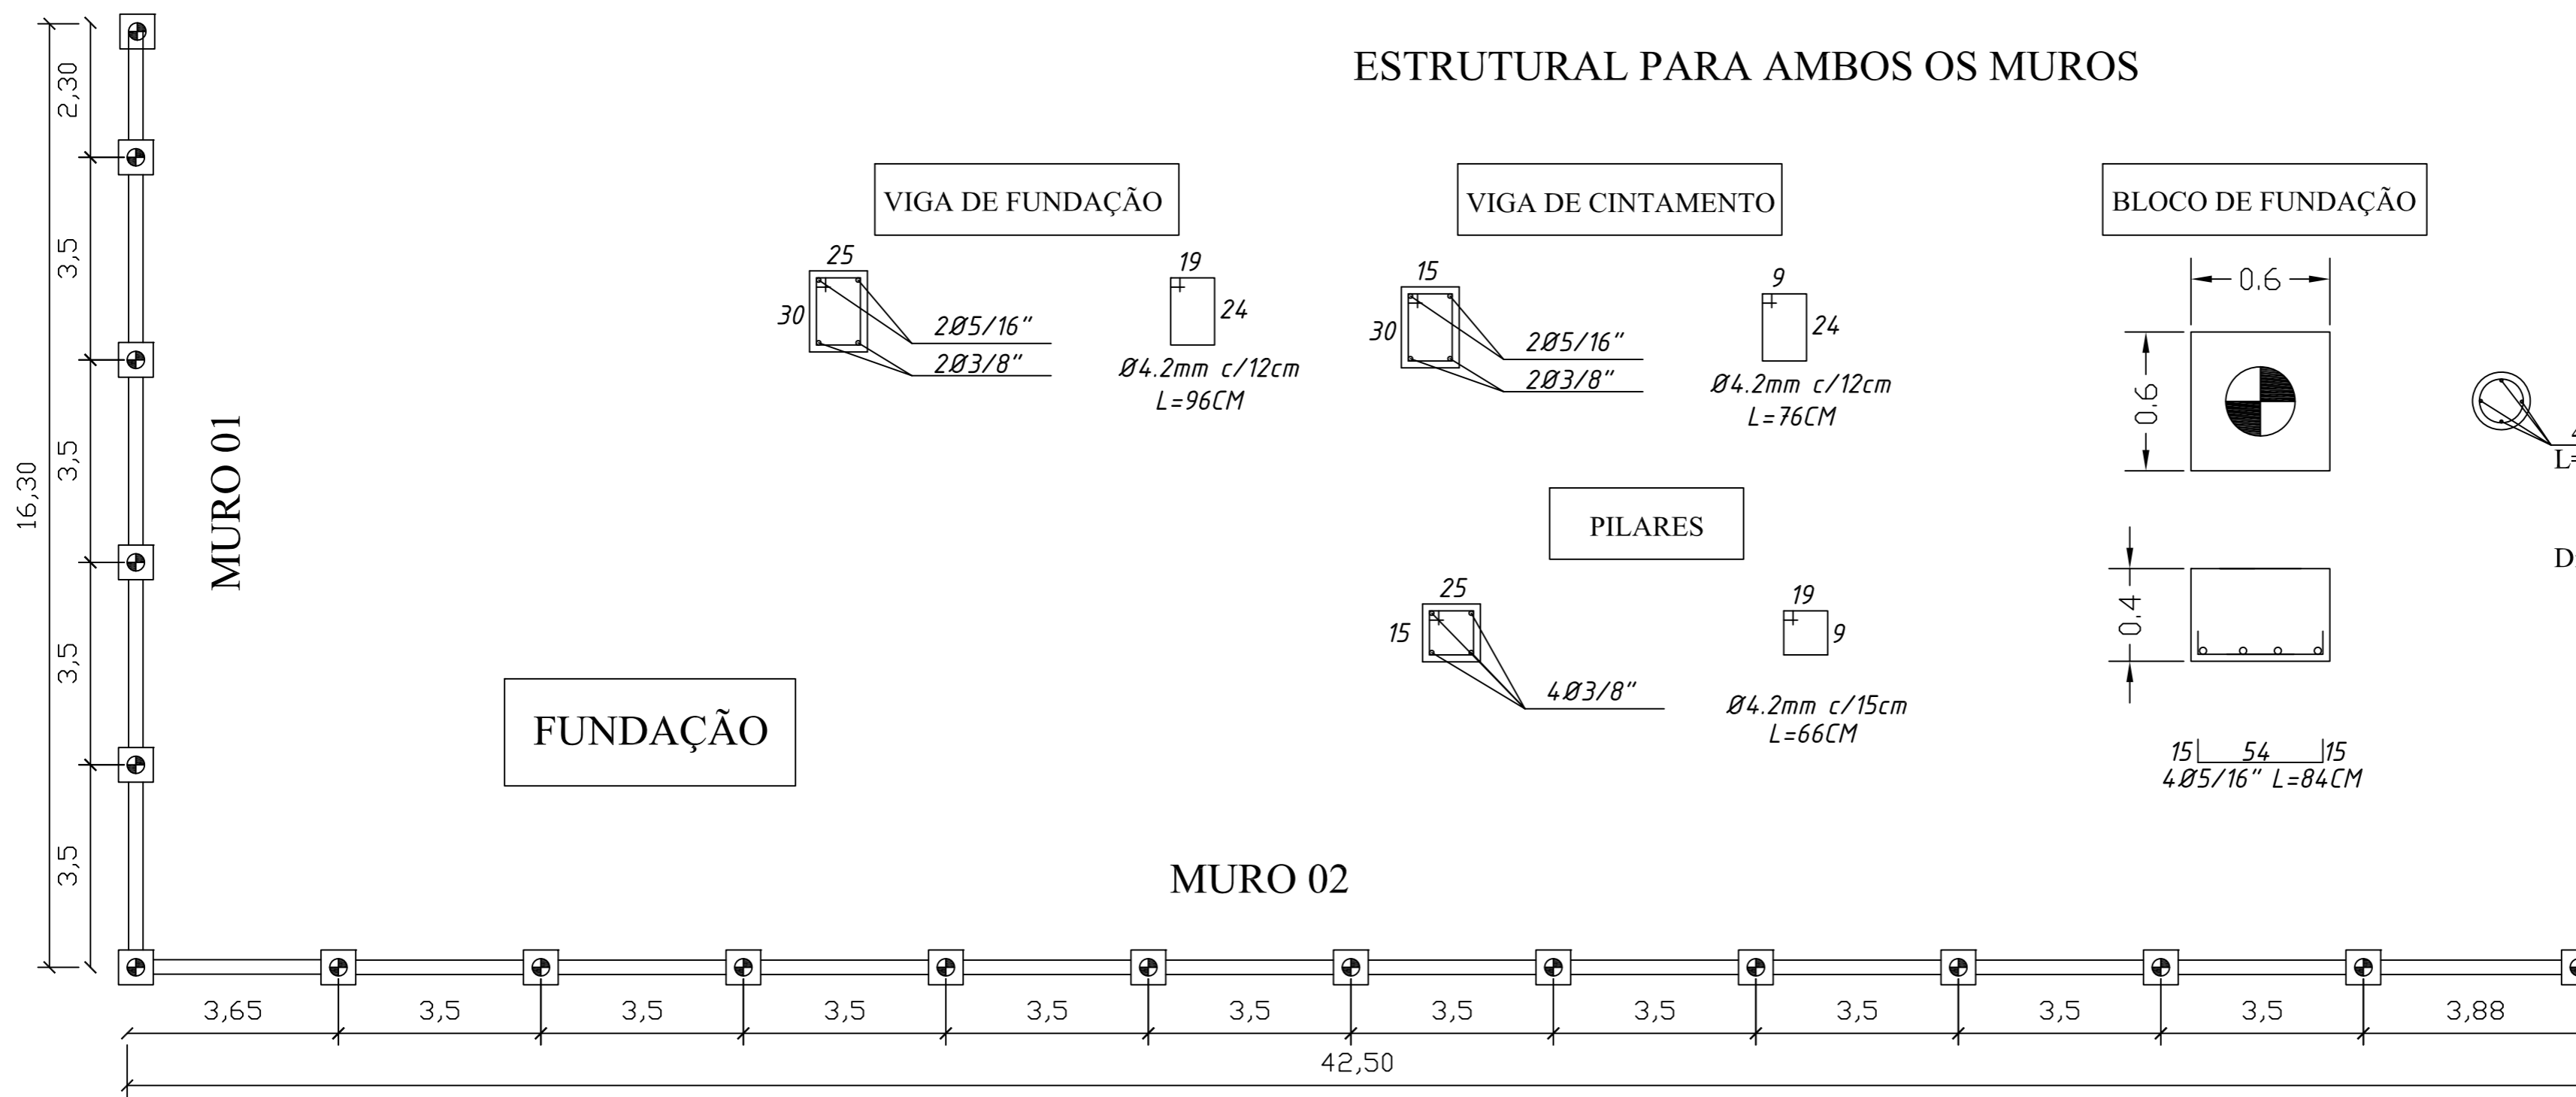 ESTRUTURAL PARA AMBOS OS MUROS
VIGA DE FUNDAÇÃO
25
30
2Ø5/16"
2Ø3/8"
19
24
Ø4.2mm c/12cm
L=96CM
VIGA DE CINTAMENTO
15
30
2Ø5/16"
2Ø3/8"
9
24
Ø4.2mm c/12cm
L=76CM
PILARES
25
15
4Ø3/8"
19
9
Ø4.2mm c/15cm
L=66CM
BLOCO DE FUNDAÇÃO
0.6
0.6
0.4
15 54 15
4Ø5/16" L=84CM
L=
D
2,30
3,5
3,5
3,5
3,5
16,30
MURO 01
FUNDAÇÃO
MURO 02
3,65 3,5 3,5 3,5 3,5 3,5 3,5 3,5 3,5 3,5 3,5 3,88
42,50